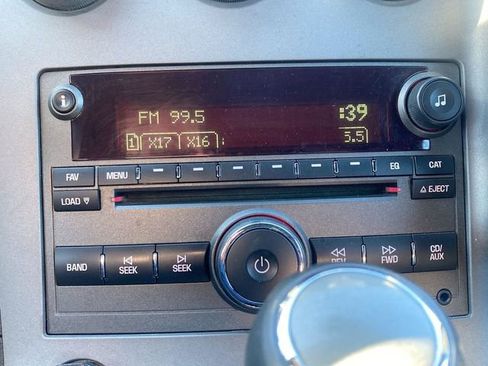 FM 99.5 :39
1 X17 X16 5.5
FAV MENU EQ CAT
LOAD EJECT
BAND SEEK SEEK REV FWD CD/
AUX